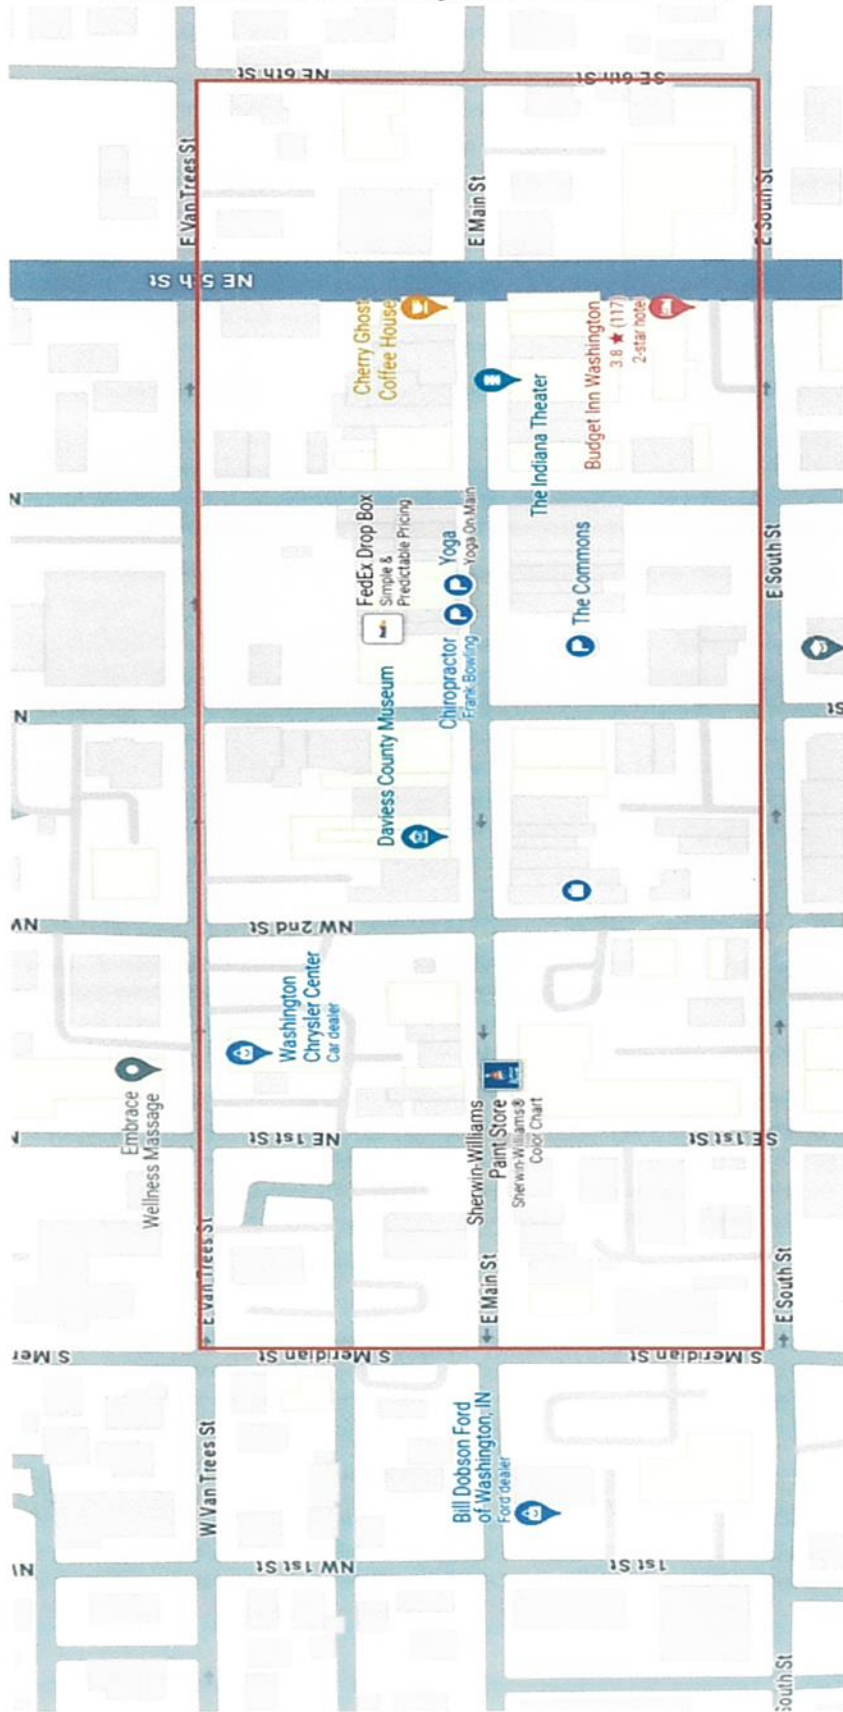 NE 6th St
SE 6th St
E Van Trees St
E Main St
E South St
NE 5th St
Cherry Ghost
Coffee House
Budget Inn Washington
3.8 ★ (117)
2-star hotel
The Indiana Theater
N
FedEx Drop Box
Simple &
Predictable Pricing
Yoga
Yoga On Main
Chiropractor
Frank Bowling
The Commons
E South St
N
St
Daviess County Museum
NW
NW 2nd St
Washington
Chrysler Center
Car dealer
Embrace
Wellness Massage
N
NE 1st St
SE 1st St
Sherwin-Williams
Paint Store
Sherwin-Williams®
Color Chart
E Van Trees St
E Main St
E South St
S Mer
S Meridian St
S Meridian St
W Van Trees St
Bill Dobson Ford
of Washington, IN
Ford dealer
NW 1st St
1st St
South St